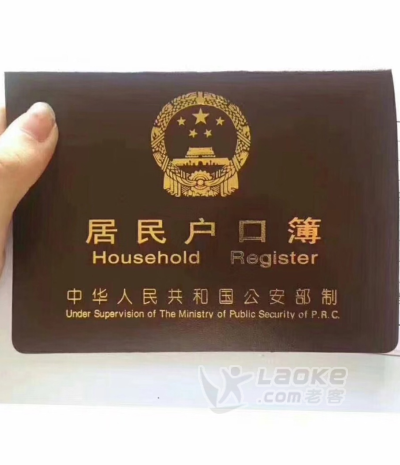 居民户口簿
Household Register
中华人民共和国公安部制
Under Supervision of The Ministry of Public Security of P.R.C.
LAOKE
.com老客